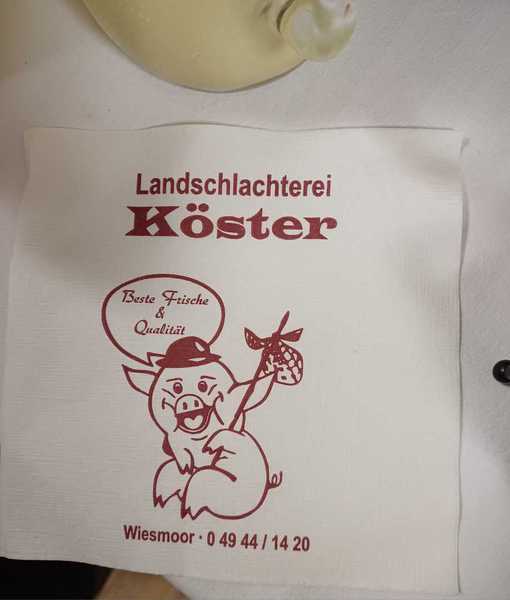 Landschlachterei
Köster
Beste Frische
&
Qualität
Wiesmoor · 0 49 44 / 14 20